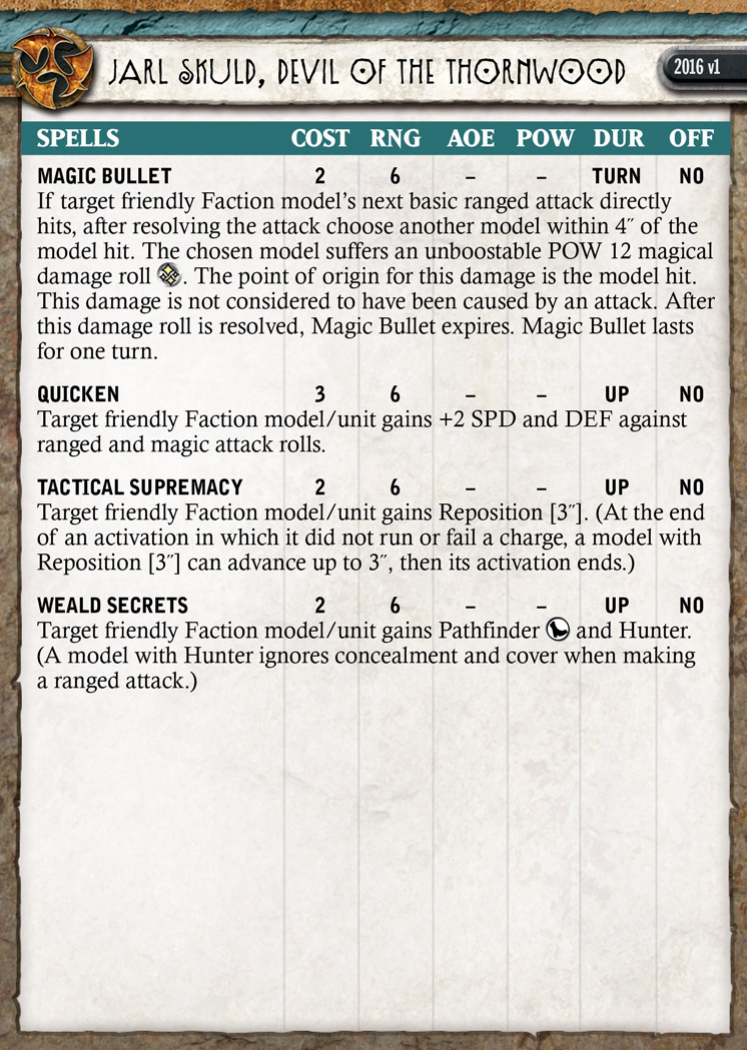 JARL SKULD, DEVIL OF THE THORNWOOD
2016 v1
SPELLS COST RNG AOE POW DUR OFF
MAGIC BULLET 2 6 – – TURN NO
If target friendly Faction model's next basic ranged attack directly
hits, after resolving the attack choose another model within 4˝ of the
model hit. The chosen model suffers an unboostable POW 12 magical
damage roll . The point of origin for this damage is the model hit.
This damage is not considered to have been caused by an attack. After
this damage roll is resolved, Magic Bullet expires. Magic Bullet lasts
for one turn.
QUICKEN 3 6 – – UP NO
Target friendly Faction model/unit gains +2 SPD and DEF against
ranged and magic attack rolls.
TACTICAL SUPREMACY 2 6 – – UP NO
Target friendly Faction model/unit gains Reposition [3˝]. (At the end
of an activation in which it did not run or fail a charge, a model with
Reposition [3˝] can advance up to 3˝, then its activation ends.)
WEALD SECRETS 2 6 – – UP NO
Target friendly Faction model/unit gains Pathfinder and Hunter.
(A model with Hunter ignores concealment and cover when making
a ranged attack.)